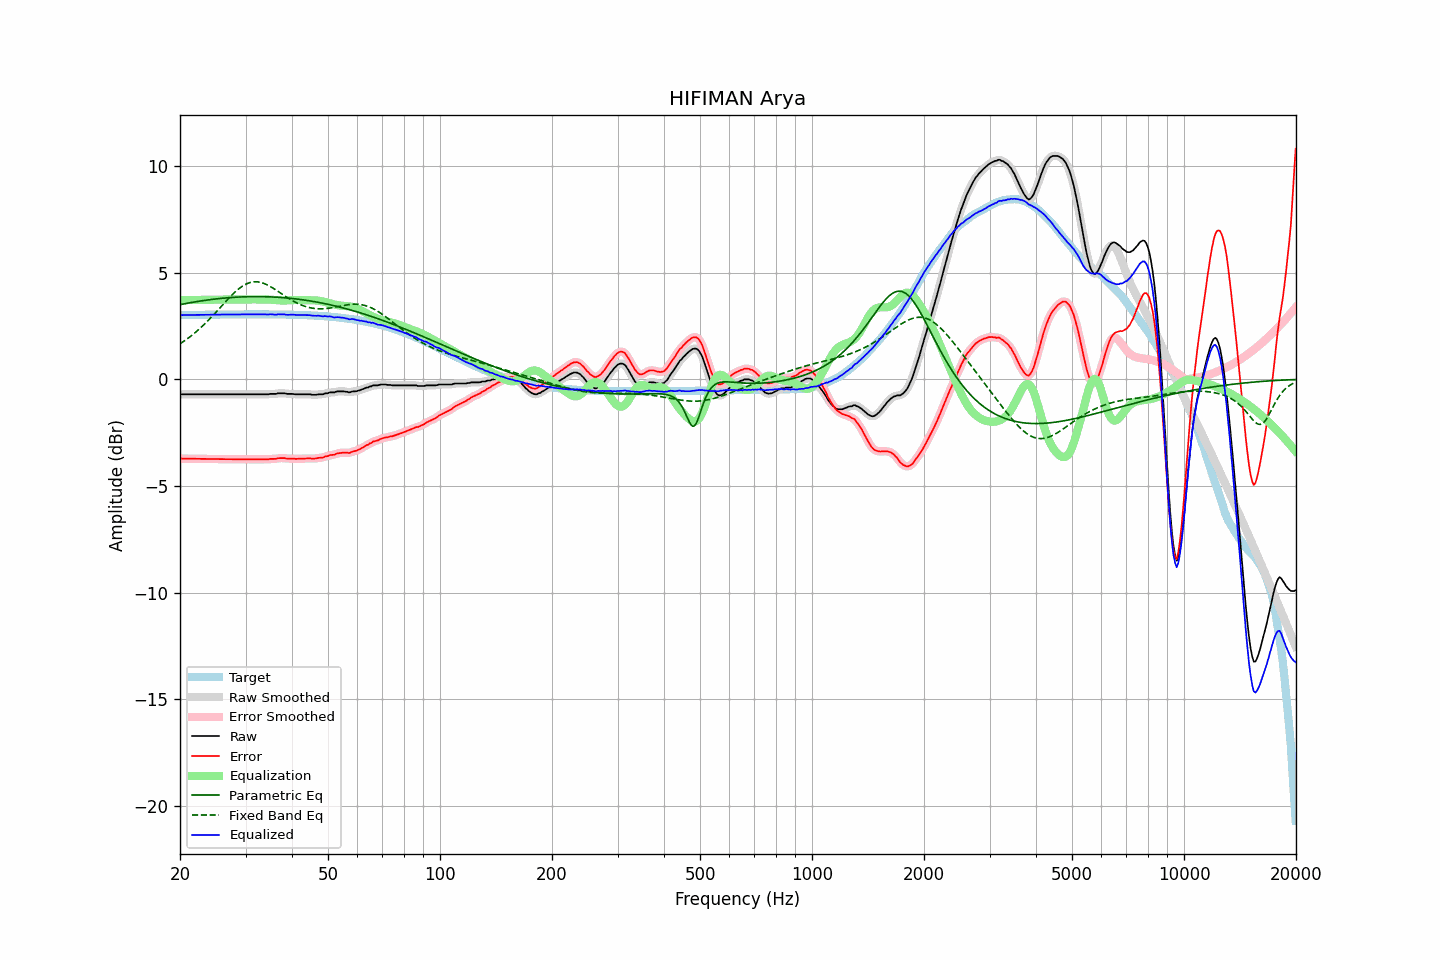 HIFIMAN Arya
Amplitude (dBr)
10
5
0
−5
−10
−15
−20
Target
Raw Smoothed
Error Smoothed
Raw
Error
Equalization
Parametric Eq
Fixed Band Eq
Equalized
20
50
100
200
500
1000
2000
5000
10000
20000
Frequency (Hz)